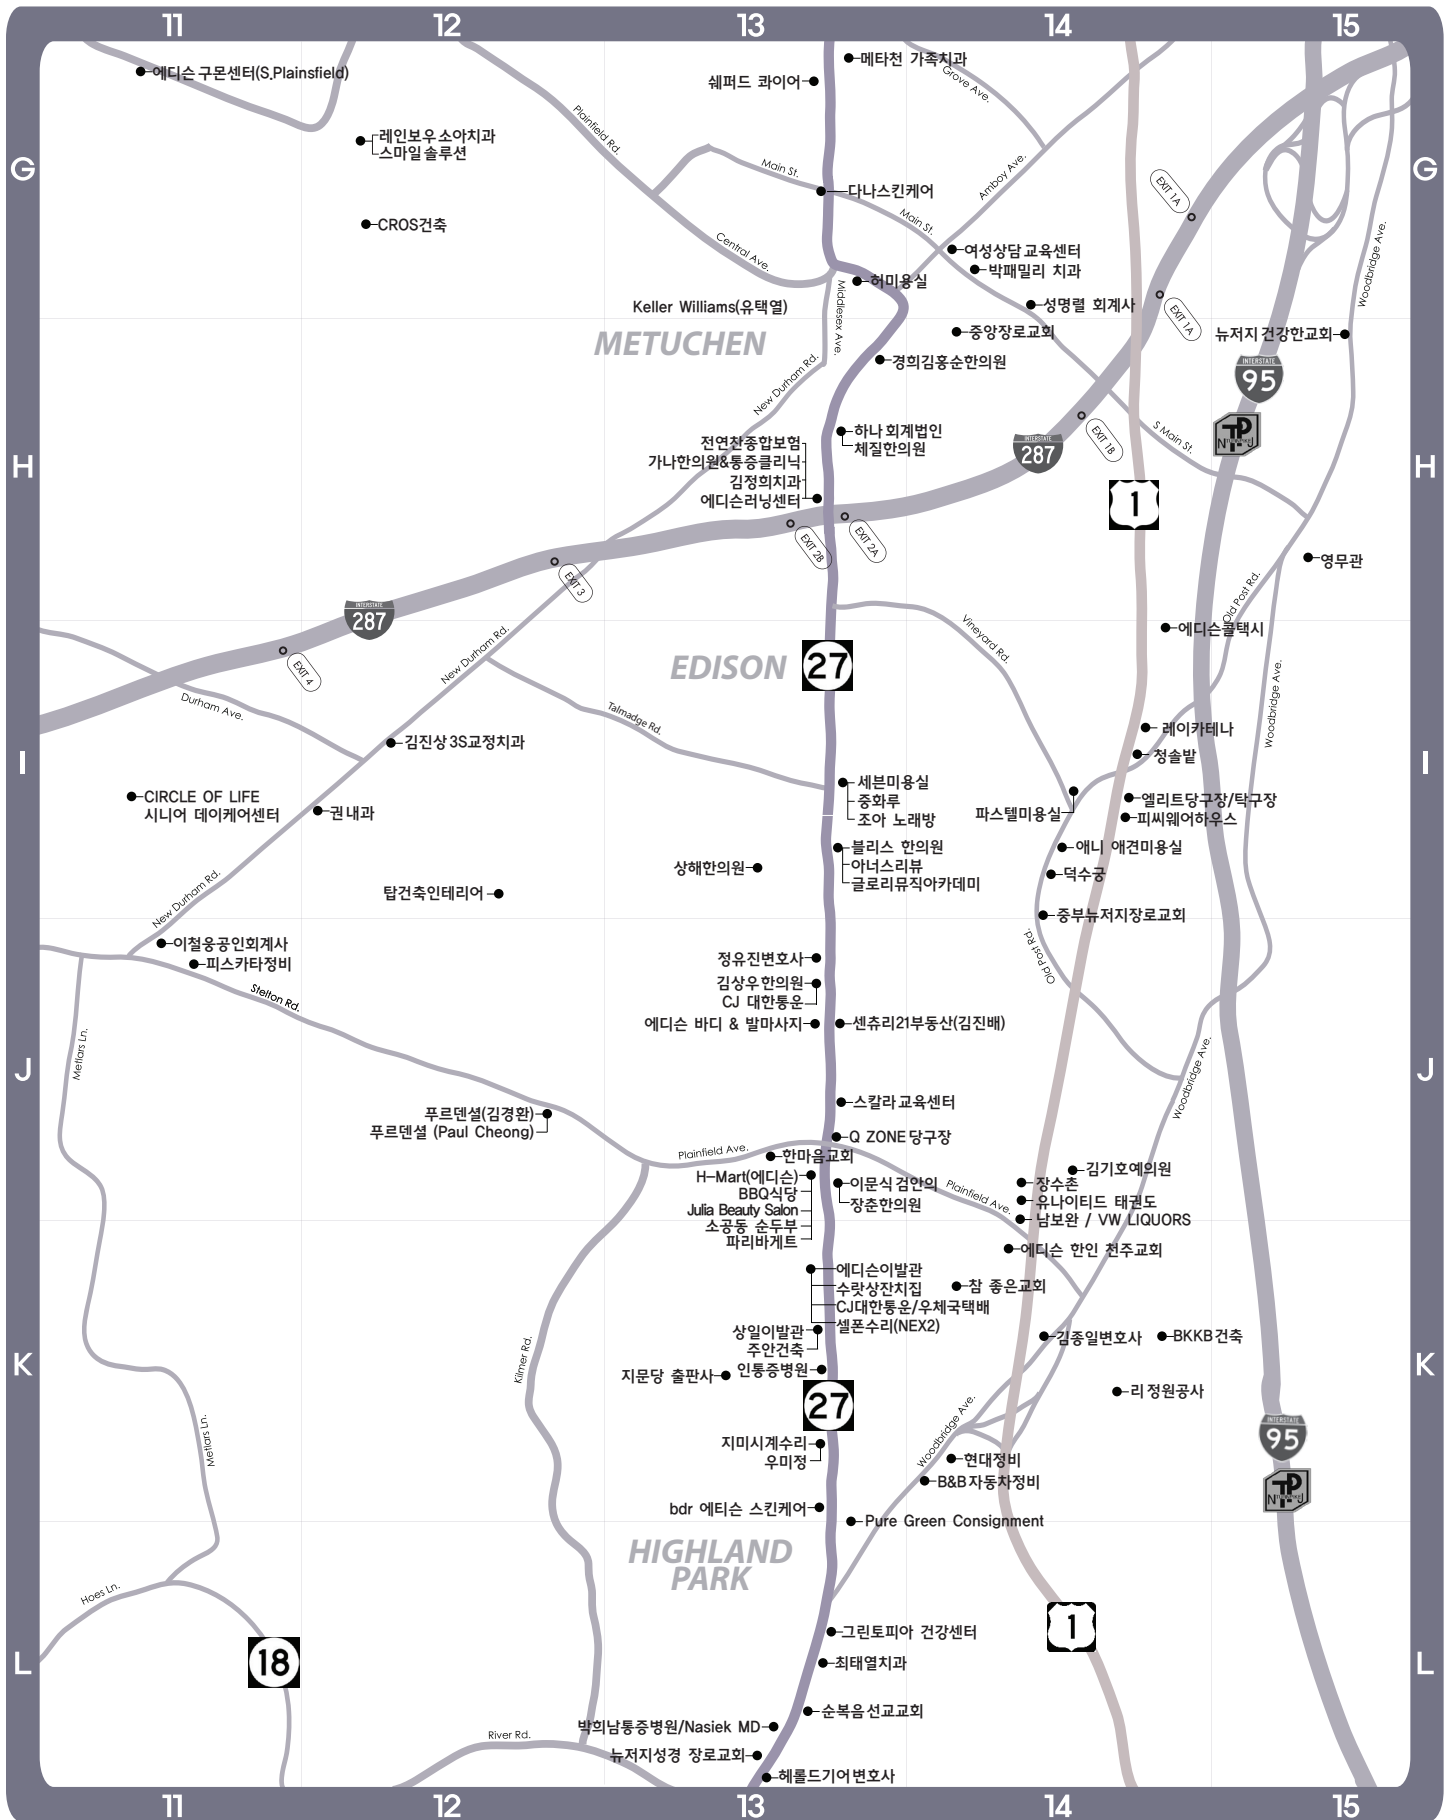 11
12
13
14
15
에디슨 구몬센터(S.Plainsfield)
메타천 가족치과
쉐퍼드 콰이어
Grove Ave.
Plainfield Rd.
레인보우 소아치과
스마일 솔루션
G
G
Main St.
Amboy Ave.
EXIT 1A
다나스킨케어
CROS건축
Main St.
Central Ave.
여성상담 교육센터
박패밀리 치과
Woodbridge Ave.
허미용실
Keller Williams(유택열)
Middlesex Ave.
성명렬 회계사
EXIT 1A
METUCHEN
중앙장로교회
뉴저지 건강한교회
경희김홍순한의원
New Durham Rd.
INTERSTATE
95
전연찬종합보험
가나한의원&통증클리닉
김정희치과
에디슨러닝센터
하나 회계법인
체질한의원
INTERSTATE
287
EXIT 1B
S Main St.
TP
N TURNPIKE J
H
H
1
EXIT 2B
EXIT 2A
EXIT 3
영무관
INTERSTATE
287
Old Post Rd.
에디슨콜택시
Vineyard Rd.
New Durham Rd.
EXIT 4
EDISON
27
Durham Ave.
Talmadge Rd.
Woodbridge Ave.
김진상 3S교정치과
레이카테나
청솔밭
I
I
CIRCLE OF LIFE
시니어 데이케어센터
권내과
세븐미용실
중화루
조아 노래방
파스텔미용실
엘리트당구장/탁구장
피씨웨어하우스
블리스 한의원
아너스리뷰
글로리뮤직아카데미
애니 애견미용실
상해한의원
덕수궁
탑건축인테리어
New Durham Rd.
중부뉴저지장로교회
이철웅공인회계사
피스카타정비
Old Post Rd.
정유진변호사
김상우한의원
CJ 대한통운
Stelton Rd.
에디슨 바디 & 발마사지
센츄리21부동산(김진배)
Metlars Ln.
J
J
Woodbridge Ave.
스칼라교육센터
푸르덴셜(김경환)
푸르덴셜 (Paul Cheong)
Q ZONE당구장
Plainfield Ave.
한마음교회
H-Mart(에디슨)
BBQ식당
Julia Beauty Salon
소공동 순두부
파리바게트
이문식 검안의
장춘한의원
Plainfield Ave.
김기호예의원
장수촌
유나이티드 태권도
남보완 / VW LIQUORS
에디슨 한인 천주교회
에디슨이발관
수랏상잔치집
CJ대한통운/우체국택배
셀폰수리(NEX2)
참 좋은교회
상일이발관
주안건축
김종일변호사
BKKB건축
Kilmer Rd.
K
K
지문당 출판사
인통증병원
리 정원공사
27
Woodbridge Ave.
Metlars Ln.
INTERSTATE
95
지미시계수리
우미정
현대정비
B&B자동차정비
TP
N TURNPIKE J
bdr 에티슨 스킨케어
Pure Green Consignment
HIGHLAND
PARK
Hoes Ln.
1
그린토피아 건강센터
18
L
L
최태열치과
순복음선교교회
박희남통증병원/Nasiek MD
River Rd.
뉴저지성경 장로교회
헤롤드기어변호사
11
12
13
14
15